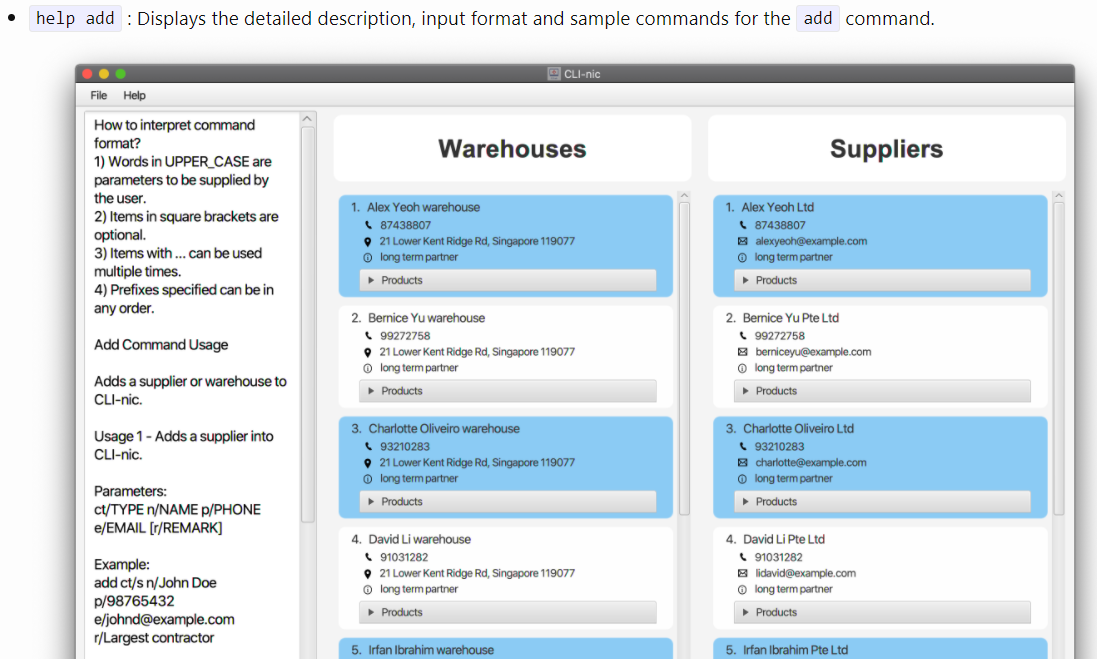 help add : Displays the detailed description, input format and sample commands for the add command.
CLI-nic
File Help
How to interpret command
format?
1) Words in UPPER_CASE are
parameters to be supplied by
the user.
2) Items in square brackets are
optional.
3) Items with ... can be used
multiple times.
4) Prefixes specified can be in
any order.
Add Command Usage
Adds a supplier or warehouse to
CLI-nic.
Usage 1 - Adds a supplier into
CLI-nic.
Parameters:
ct/TYPE n/NAME p/PHONE
e/EMAIL [r/REMARK]
Example:
add ct/s n/John Doe
p/98765432
e/johnd@example.com
r/Largest contractor
Warehouses
1. Alex Yeoh warehouse
87438807
21 Lower Kent Ridge Rd, Singapore 119077
long term partner
Products
2. Bernice Yu warehouse
99272758
21 Lower Kent Ridge Rd, Singapore 119077
long term partner
Products
3. Charlotte Oliveiro warehouse
93210283
21 Lower Kent Ridge Rd, Singapore 119077
long term partner
Products
4. David Li warehouse
91031282
21 Lower Kent Ridge Rd, Singapore 119077
long term partner
Products
5. Irfan Ibrahim warehouse
Suppliers
1. Alex Yeoh Ltd
87438807
alexyeoh@example.com
long term partner
Products
2. Bernice Yu Pte Ltd
99272758
berniceyu@example.com
long term partner
Products
3. Charlotte Oliveiro Ltd
93210283
charlotte@example.com
long term partner
Products
4. David Li Pte Ltd
91031282
lidavid@example.com
long term partner
Products
5. Irfan Ibrahim Pte Ltd